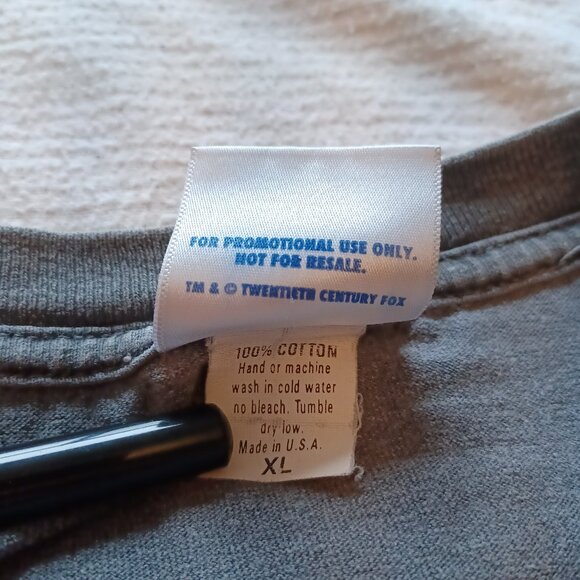 FOR PROMOTIONAL USE ONLY.
NOT FOR RESALE.
TM & © TWENTIETH CENTURY FOX
100% COTTON
Hand or machine
wash in cold water
no bleach. Tumble
dry low.
Made in U.S.A.
XL